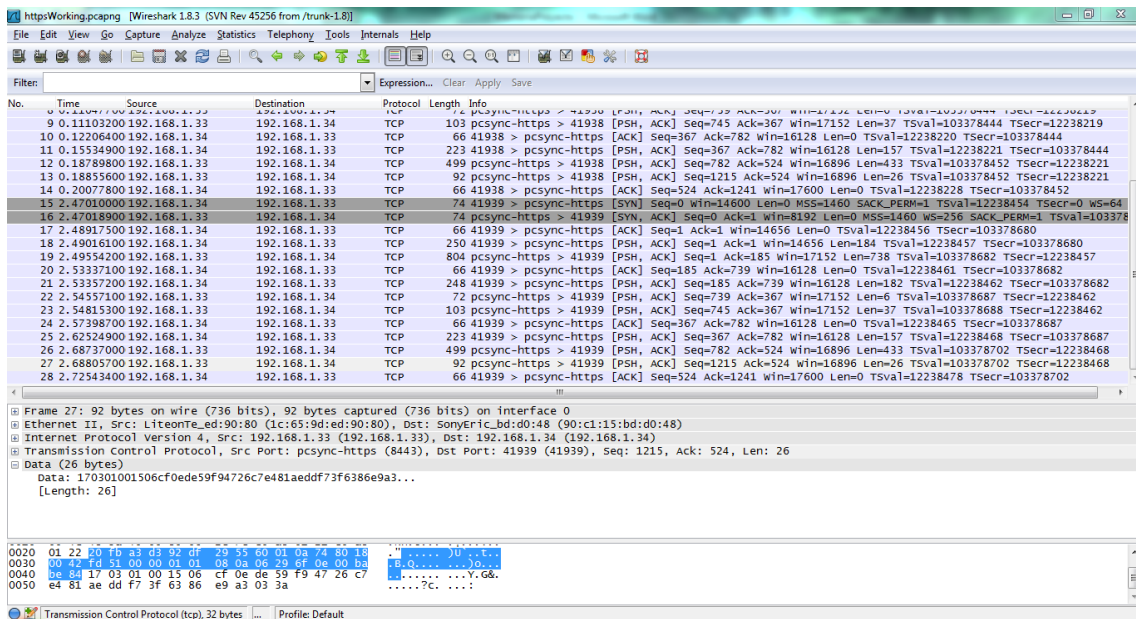 httpsWorking.pcapng [Wireshark 1.8.3 (SVN Rev 45256 from /trunk-1.8)]
File Edit View Go Capture Analyze Statistics Telephony Tools Internals Help
Filter: Expression... Clear Apply Save
No. Time Source Destination Protocol Length Info
9 0.11103200 192.168.1.33 192.168.1.34 TCP 103 pcsync-https > 41938 [PSH, ACK] Seq=745 Ack=367 Win=17152 Len=37 TSval=103378444 TSecr=12238219
10 0.12206400 192.168.1.34 192.168.1.33 TCP 66 41938 > pcsync-https [ACK] Seq=367 Ack=782 Win=16128 Len=0 TSval=12238220 TSecr=103378444
11 0.15534900 192.168.1.34 192.168.1.33 TCP 223 41938 > pcsync-https [PSH, ACK] Seq=367 Ack=782 Win=16128 Len=157 TSval=12238221 TSecr=103378444
12 0.18789800 192.168.1.33 192.168.1.34 TCP 499 pcsync-https > 41938 [PSH, ACK] Seq=782 Ack=524 Win=16896 Len=433 TSval=103378452 TSecr=12238221
13 0.18855600 192.168.1.33 192.168.1.34 TCP 92 pcsync-https > 41938 [PSH, ACK] Seq=1215 Ack=524 Win=16896 Len=26 TSval=103378452 TSecr=12238221
14 0.20077800 192.168.1.34 192.168.1.33 TCP 66 41938 > pcsync-https [ACK] Seq=524 Ack=1241 Win=17600 Len=0 TSval=12238228 TSecr=103378452
15 2.47010000 192.168.1.34 192.168.1.33 TCP 74 41939 > pcsync-https [SYN] Seq=0 Win=14600 Len=0 MSS=1460 SACK_PERM=1 TSval=12238454 TSecr=0 WS=64
16 2.47018900 192.168.1.33 192.168.1.34 TCP 74 pcsync-https > 41939 [SYN, ACK] Seq=0 Ack=1 Win=8192 Len=0 MSS=1460 WS=256 SACK_PERM=1 TSval=103378
17 2.48917500 192.168.1.34 192.168.1.33 TCP 66 41939 > pcsync-https [ACK] Seq=1 Ack=1 Win=14656 Len=0 TSval=12238456 TSecr=103378680
18 2.49016100 192.168.1.34 192.168.1.33 TCP 250 41939 > pcsync-https [PSH, ACK] Seq=1 Ack=1 Win=14656 Len=184 TSval=12238457 TSecr=103378680
19 2.49554200 192.168.1.33 192.168.1.34 TCP 804 pcsync-https > 41939 [PSH, ACK] Seq=1 Ack=185 Win=17152 Len=738 TSval=103378682 TSecr=12238457
20 2.53337100 192.168.1.34 192.168.1.33 TCP 66 41939 > pcsync-https [ACK] Seq=185 Ack=739 Win=16128 Len=0 TSval=12238461 TSecr=103378682
21 2.53357200 192.168.1.34 192.168.1.33 TCP 248 41939 > pcsync-https [PSH, ACK] Seq=185 Ack=739 Win=16128 Len=182 TSval=12238462 TSecr=103378682
22 2.54557100 192.168.1.33 192.168.1.34 TCP 72 pcsync-https > 41939 [PSH, ACK] Seq=739 Ack=367 Win=17152 Len=6 TSval=103378687 TSecr=12238462
23 2.54815300 192.168.1.33 192.168.1.34 TCP 103 pcsync-https > 41939 [PSH, ACK] Seq=745 Ack=367 Win=17152 Len=37 TSval=103378688 TSecr=12238462
24 2.57398700 192.168.1.34 192.168.1.33 TCP 66 41939 > pcsync-https [ACK] Seq=367 Ack=782 Win=16128 Len=0 TSval=12238465 TSecr=103378687
25 2.62524900 192.168.1.34 192.168.1.33 TCP 223 41939 > pcsync-https [PSH, ACK] Seq=367 Ack=782 Win=16128 Len=157 TSval=12238468 TSecr=103378687
26 2.68737000 192.168.1.33 192.168.1.34 TCP 499 pcsync-https > 41939 [PSH, ACK] Seq=782 Ack=524 Win=16896 Len=433 TSval=103378702 TSecr=12238468
27 2.68805700 192.168.1.33 192.168.1.34 TCP 92 pcsync-https > 41939 [PSH, ACK] Seq=1215 Ack=524 Win=16896 Len=26 TSval=103378702 TSecr=12238468
28 2.72543400 192.168.1.34 192.168.1.33 TCP 66 41939 > pcsync-https [ACK] Seq=524 Ack=1241 Win=17600 Len=0 TSval=12238478 TSecr=103378702
Frame 27: 92 bytes on wire (736 bits), 92 bytes captured (736 bits) on interface 0
Ethernet II, Src: LiteonTe_ed:90:80 (1c:65:9d:ed:90:80), Dst: SonyEric_bd:d0:48 (90:c1:15:bd:d0:48)
Internet Protocol Version 4, Src: 192.168.1.33 (192.168.1.33), Dst: 192.168.1.34 (192.168.1.34)
Transmission Control Protocol, Src Port: pcsync-https (8443), Dst Port: 41939 (41939), Seq: 1215, Ack: 524, Len: 26
Data (26 bytes)
Data: 170301001506cf0ede59f94726c7e481aeddf73f6386e9a3...
[Length: 26]
0020 01 22 20 fb a3 d3 92 df 29 55 60 01 0a 74 80 18 ." ..... )U`..t..
0030 00 42 fd 51 00 00 01 01 08 0a 06 29 6f 0e 00 ba .B.Q.... ...)o...
0040 be 84 17 03 01 00 15 06 cf 0e de 59 f9 47 26 c7 ........ ...Y.G&.
0050 e4 81 ae dd f7 3f 63 86 e9 a3 03 3a .....?c. ...:
Transmission Control Protocol (tcp), 32 bytes ... Profile: Default